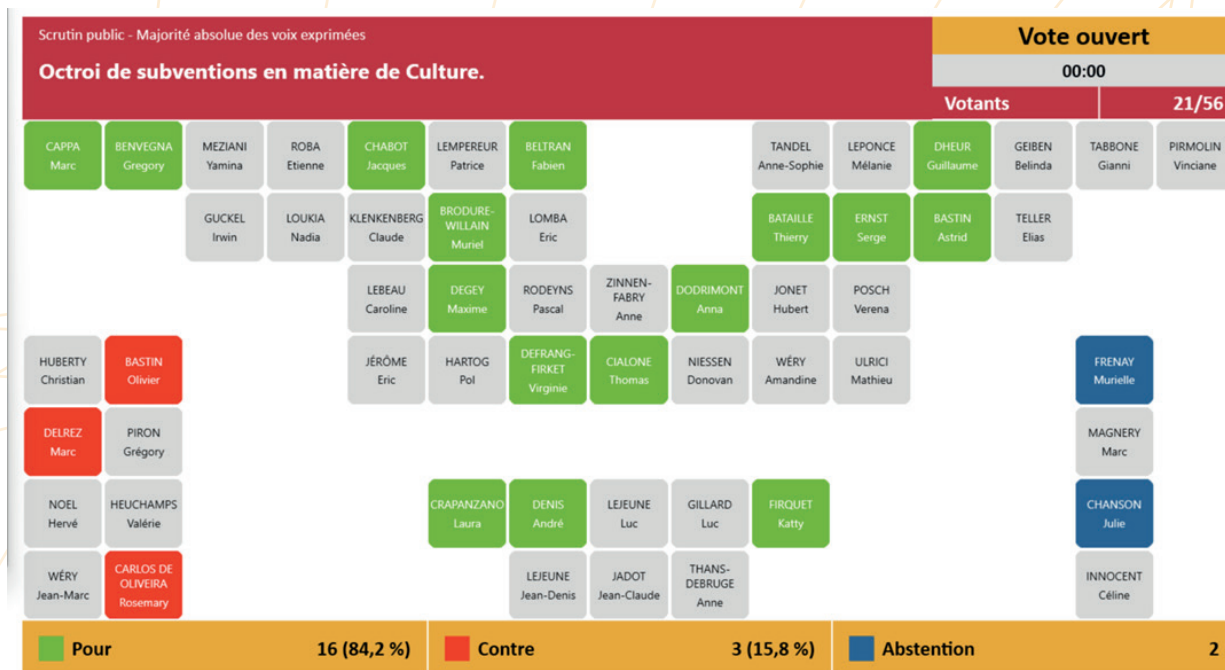 Scrutin public - Majorité absolue des voix exprimées
Octroi de subventions en matière de Culture.
Vote ouvert
00:00
Votants 21/56
CAPPA
Marc
BENVEGNA
Gregory
MEZIANI
Yamina
ROBA
Etienne
CHABOT
Jacques
LEMPEREUR
Patrice
BELTRAN
Fabien
TANDEL
Anne-Sophie
LEPONCE
Mélanie
DHEUR
Guillaume
GEIBEN
Belinda
TABBONE
Gianni
PIRMOLIN
Vinciane
GUCKEL
Irwin
LOUKIA
Nadia
KLENKENBERG
Claude
BRODURE-
WILLAIN
Muriel
LOMBA
Eric
BATAILLE
Thierry
ERNST
Serge
BASTIN
Astrid
TELLER
Elias
LEBEAU
Caroline
DEGEY
Maxime
RODEYNS
Pascal
ZINNEN-
FABRY
Anne
DODRIMONT
Anna
JONET
Hubert
POSCH
Verena
HUBERTY
Christian
BASTIN
Olivier
JÉRÔME
Eric
HARTOG
Pol
DEFRANG-
FIRKET
Virginie
CIALONE
Thomas
NIESSEN
Donovan
WÉRY
Amandine
ULRICI
Mathieu
FRENAY
Murielle
DELREZ
Marc
PIRON
Grégory
MAGNERY
Marc
NOEL
Hervé
HEUCHAMPS
Valérie
CRAPANZANO
Laura
DENIS
André
LEJEUNE
Luc
GILLARD
Luc
FIRQUET
Katty
CHANSON
Julie
WÉRY
Jean-Marc
CARLOS DE
OLIVEIRA
Rosemary
LEJEUNE
Jean-Denis
JADOT
Jean-Claude
THANS-
DEBRUGE
Anne
INNOCENT
Céline
Pour 16 (84,2 %)
Contre 3 (15,8 %)
Abstention 2